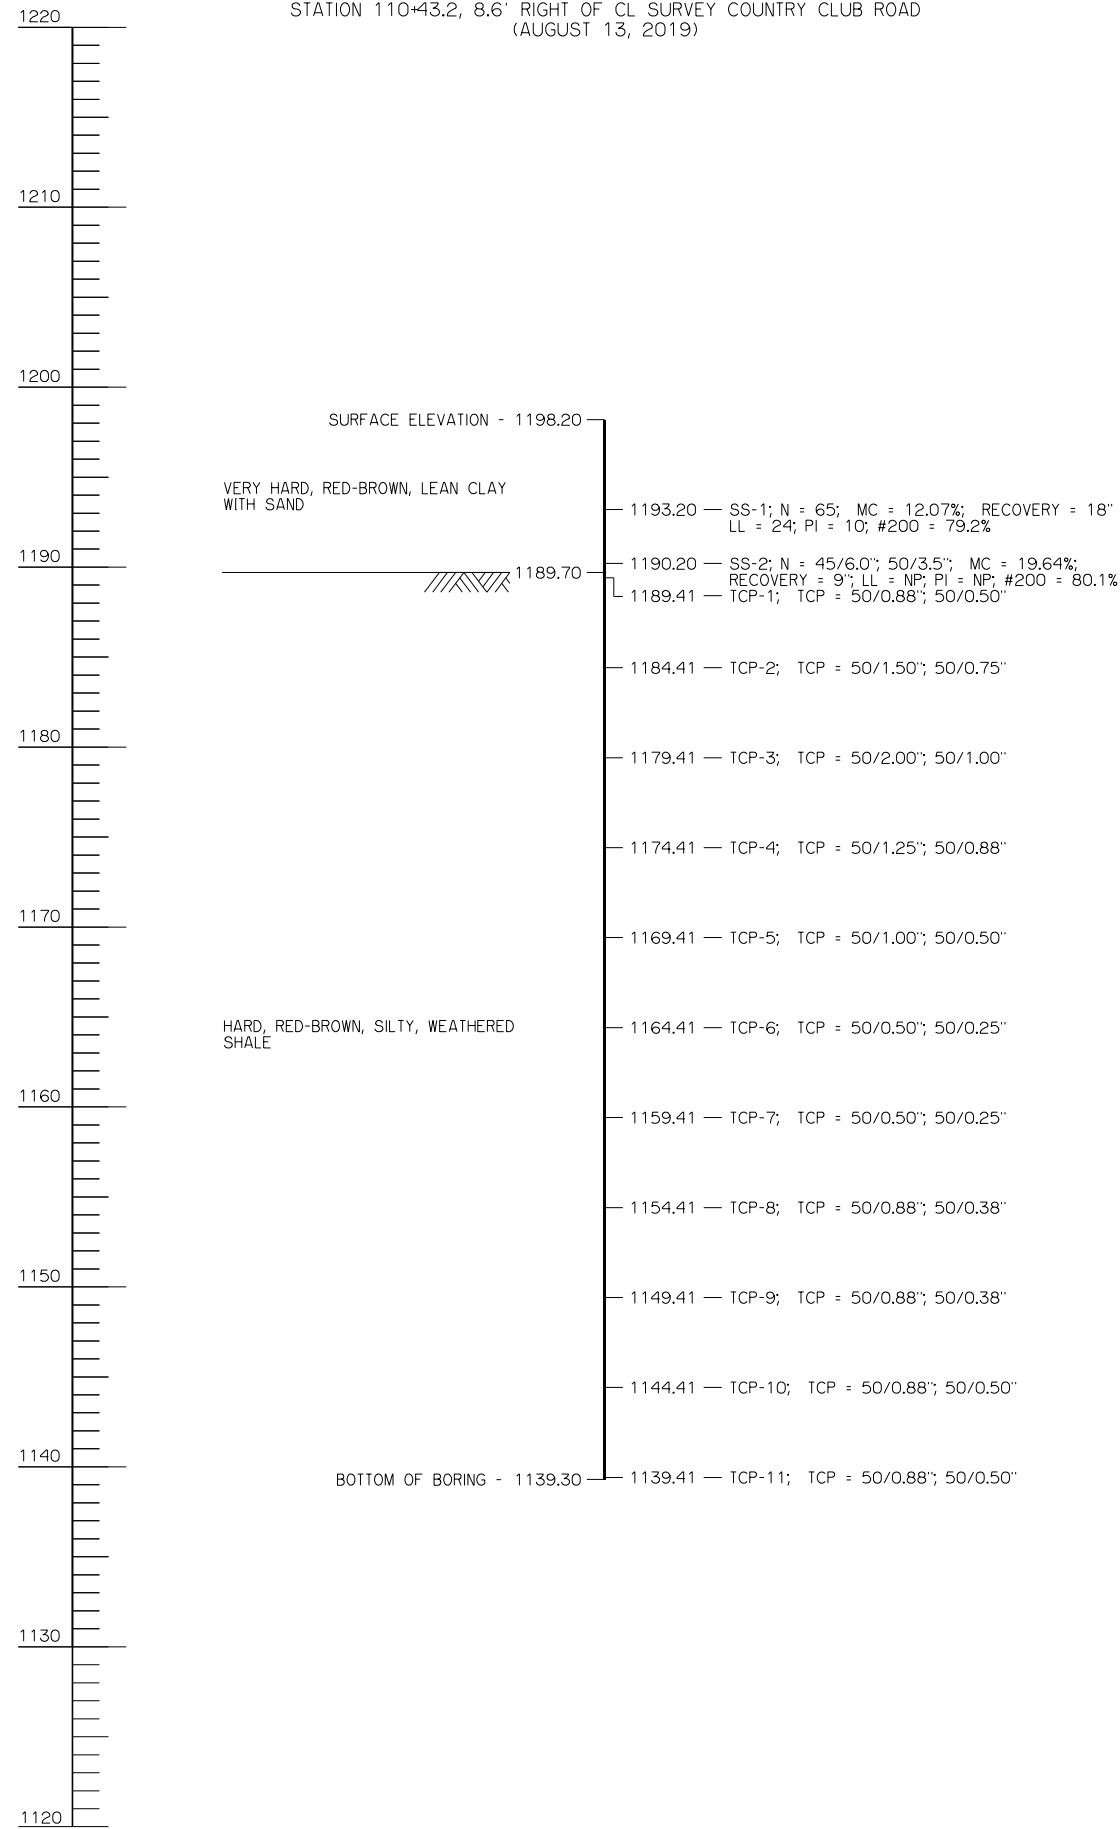 STATION 110+43.2, 8.6' RIGHT OF CL SURVEY COUNTRY CLUB ROAD
(AUGUST 13, 2019)
1220
1210
1200
SURFACE ELEVATION - 1198.20
VERY HARD, RED-BROWN, LEAN CLAY
WITH SAND
1193.20 — SS-1; N = 65; MC = 12.07%; RECOVERY = 18"
LL = 24; PI = 10; #200 = 79.2%
1190
1190.20 — SS-2; N = 45/6.0"; 50/3.5"; MC = 19.64%;
RECOVERY = 9"; LL = NP; PI = NP; #200 = 80.1%
1189.70
1189.41 — TCP-1; TCP = 50/0.88"; 50/0.50"
1184.41 — TCP-2; TCP = 50/1.50"; 50/0.75"
1180
1179.41 — TCP-3; TCP = 50/2.00"; 50/1.00"
1174.41 — TCP-4; TCP = 50/1.25"; 50/0.88"
1170
1169.41 — TCP-5; TCP = 50/1.00"; 50/0.50"
HARD, RED-BROWN, SILTY, WEATHERED
SHALE
1164.41 — TCP-6; TCP = 50/0.50"; 50/0.25"
1160
1159.41 — TCP-7; TCP = 50/0.50"; 50/0.25"
1154.41 — TCP-8; TCP = 50/0.88"; 50/0.38"
1150
1149.41 — TCP-9; TCP = 50/0.88"; 50/0.38"
1144.41 — TCP-10; TCP = 50/0.88"; 50/0.50"
1140
BOTTOM OF BORING - 1139.30
1139.41 — TCP-11; TCP = 50/0.88"; 50/0.50"
1130
1120